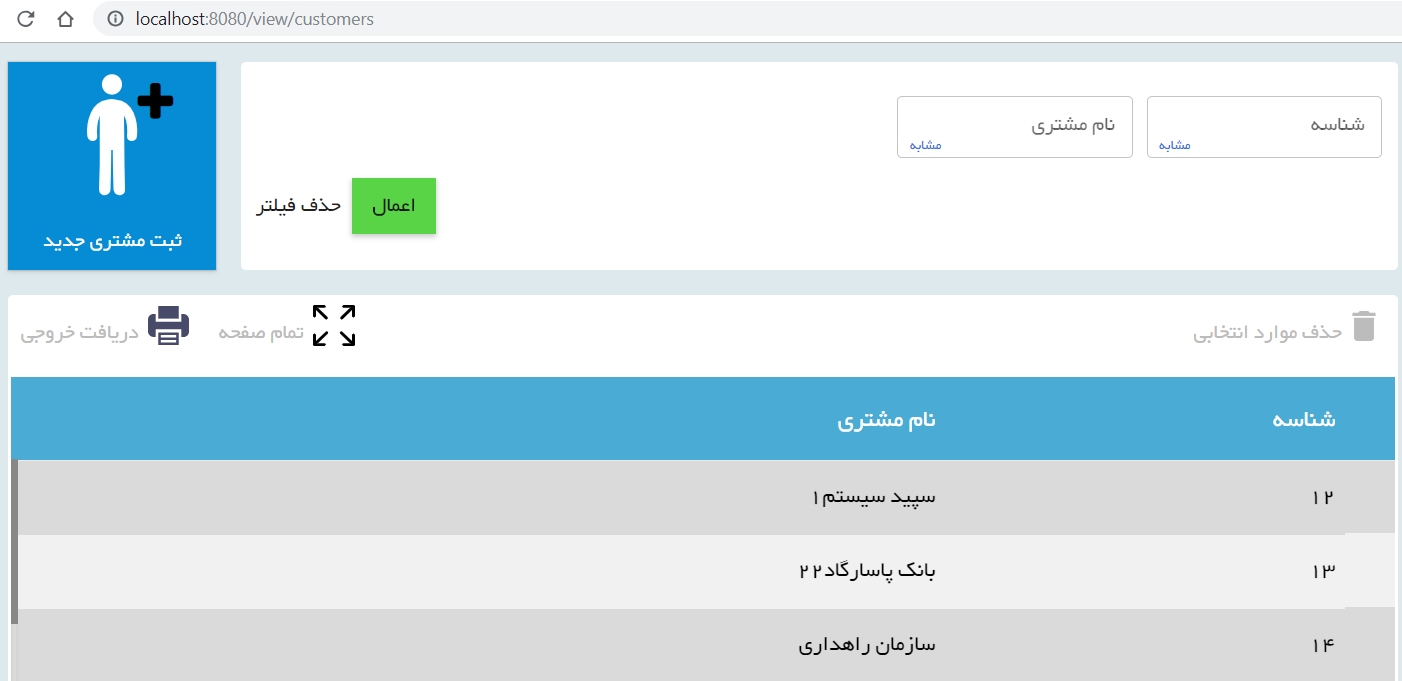 localhost:8080/view/customers
شناسه
مشابه
نام مشتری
مشابه
اعمال
حذف فیلتر
ثبت مشتری جدید
حذف موارد انتخابی
تمام صفحه
دریافت خروجی
شناسه نام مشتری
۱۲ سپید سیستم۱
۱۳ بانک پاسارگاد۲۲
۱۴ سازمان راهداری